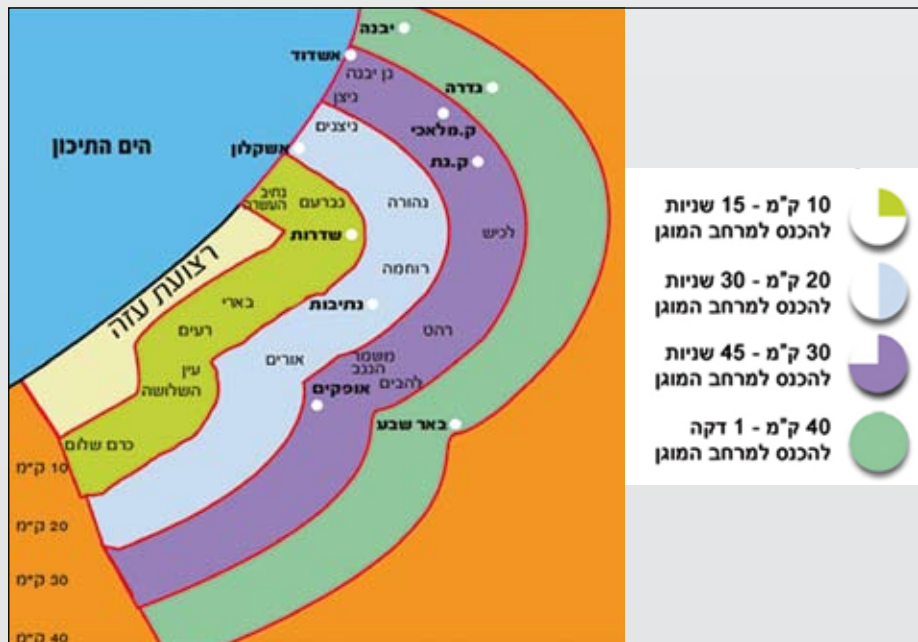 יבנה
אשדוד
גן יבנה
גדרה
ניצן
ק.מלאכי
ניצנים
הים התיכון
אשקלון
ק.גת
נתיב
העשרה
גברעם
נהורה
שדרות
לכיש
רצועת עזה
רוחמה
בארי
נתיבות
רעים
רהט
אורים
משמר
הנגב
עין
השלושה
להבים
אופקים
באר שבע
כרם שלום
10 ק"מ
20 ק"מ
30 ק"מ
40 ק"מ
10 ק"מ - 15 שניות
להכנס למרחב המוגן
20 ק"מ - 30 שניות
להכנס למרחב המוגן
30 ק"מ - 45 שניות
להכנס למרחב המוגן
40 ק"מ - 1 דקה
להכנס למרחב המוגן